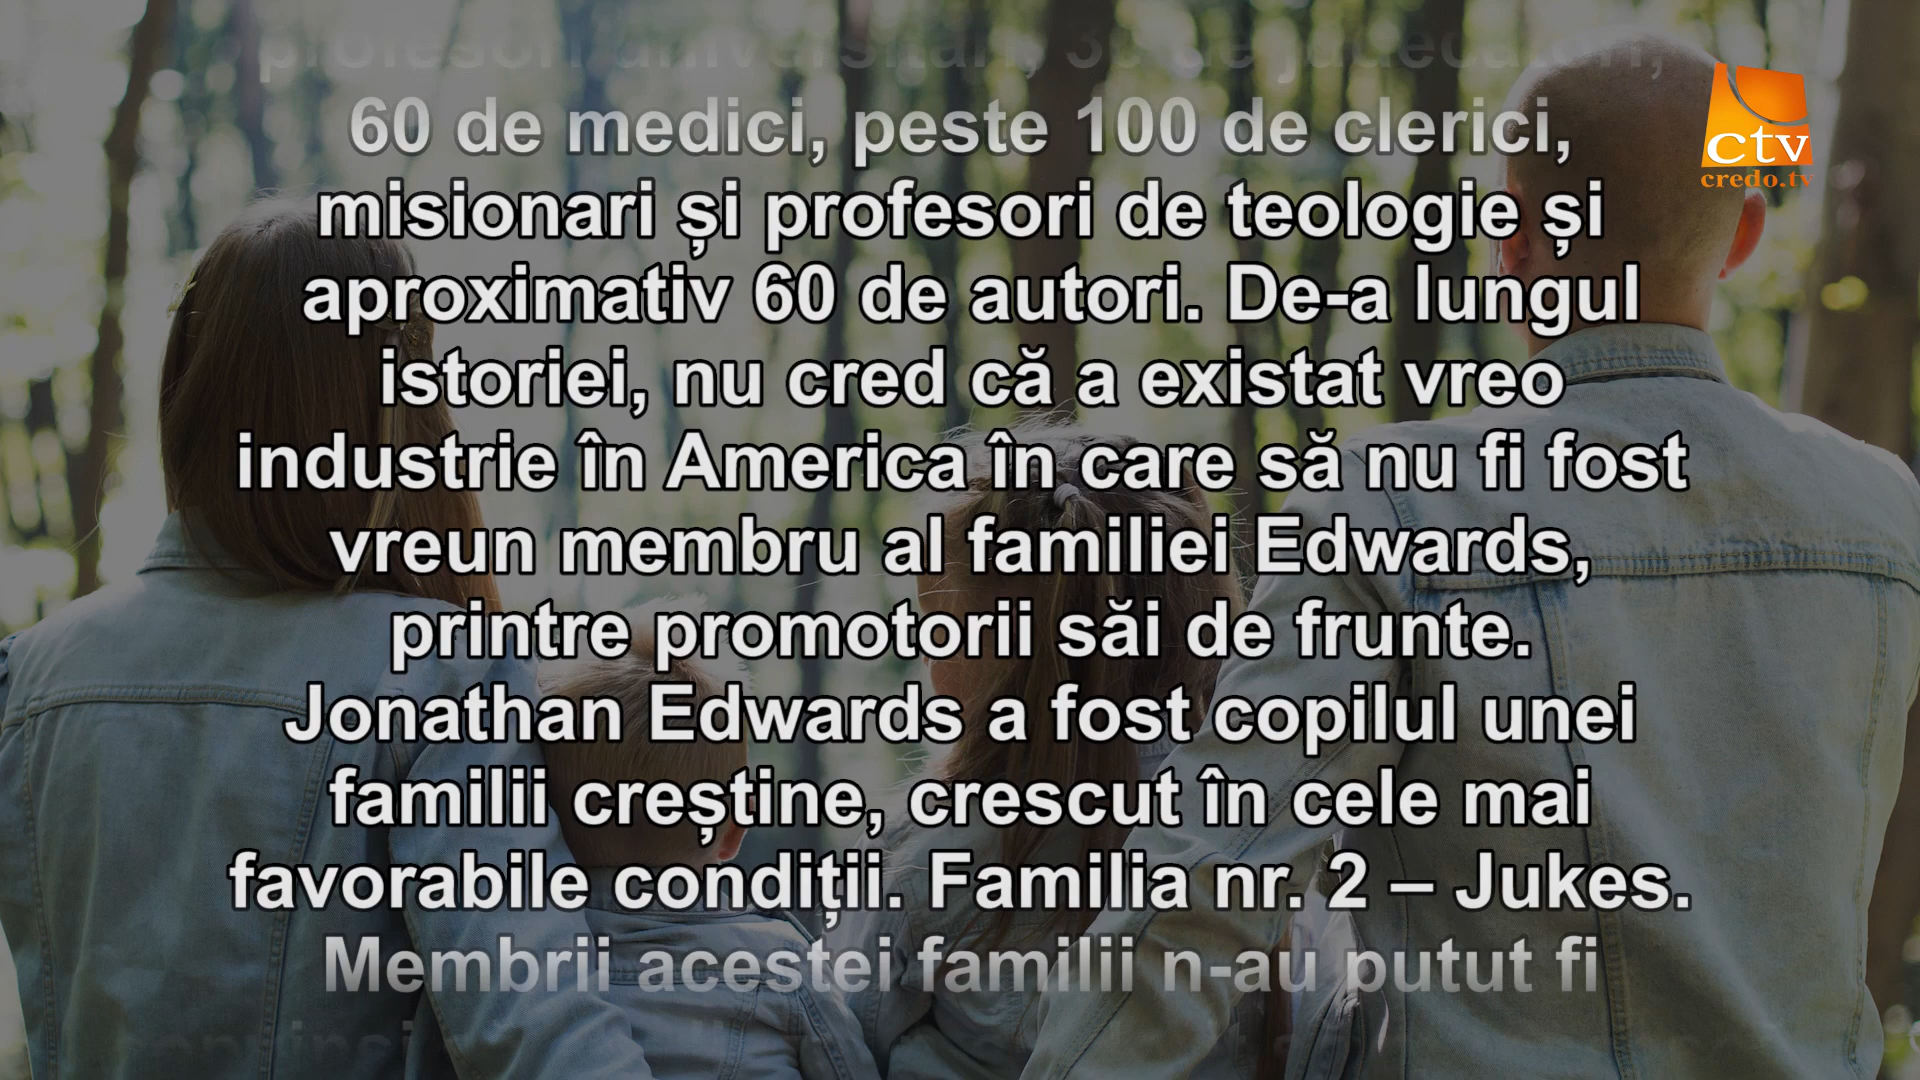 profesori universitari, 30 de judecători,
60 de medici, peste 100 de clerici,
misionari și profesori de teologie și
aproximativ 60 de autori. De-a lungul
istoriei, nu cred că a existat vreo
industrie în America în care să nu fi fost
vreun membru al familiei Edwards,
printre promotorii săi de frunte.
Jonathan Edwards a fost copilul unei
familii creștine, crescut în cele mai
favorabile condiții. Familia nr. 2 – Jukes.
Membrii acestei familii n-au putut fi
ctv
credo.tv